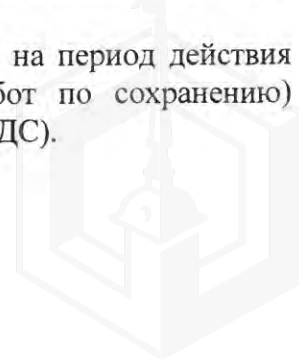 на период действия
бот по сохранению)
ДС).